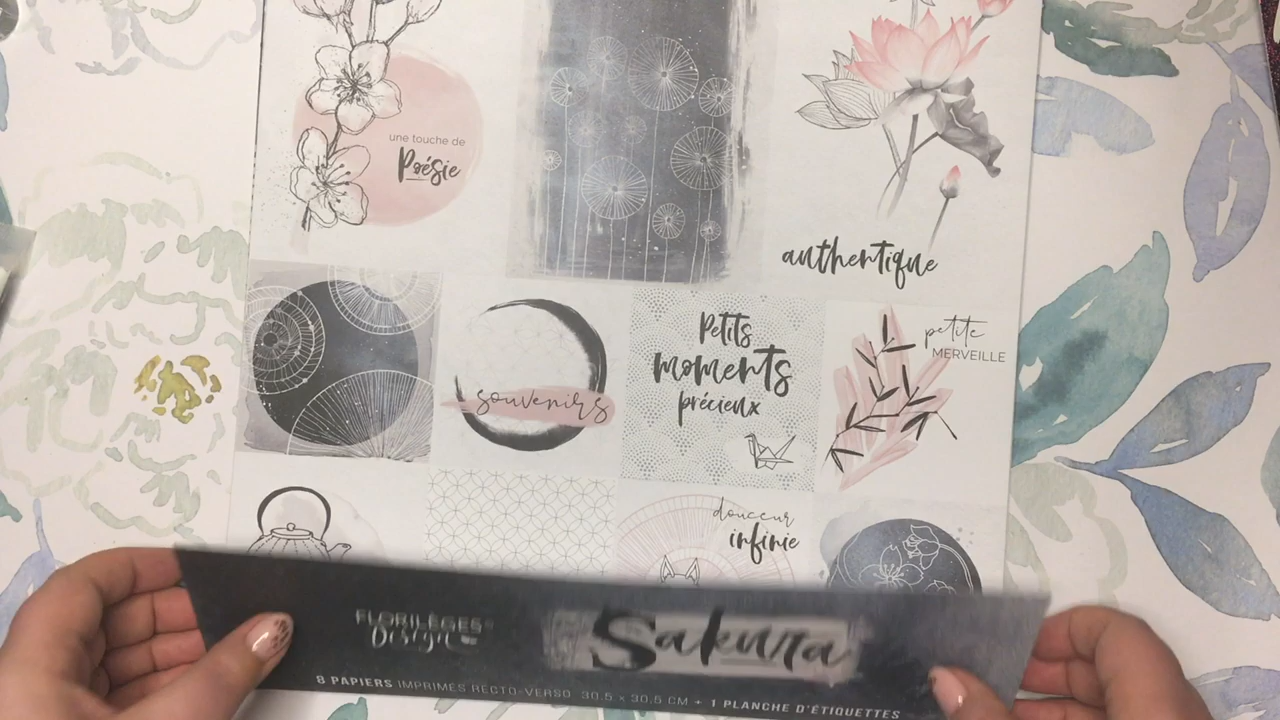 une touche de
Poésie
authentique
souvenirs
Petits
moments
précieux
petite
MERVEILLE
douceur
infinie
FLORILÈGES
Design
Sakura
8 PAPIERS IMPRIMÉS RECTO-VERSO 30.5 x 30.5 CM + 1 PLANCHE D'ÉTIQUETTES